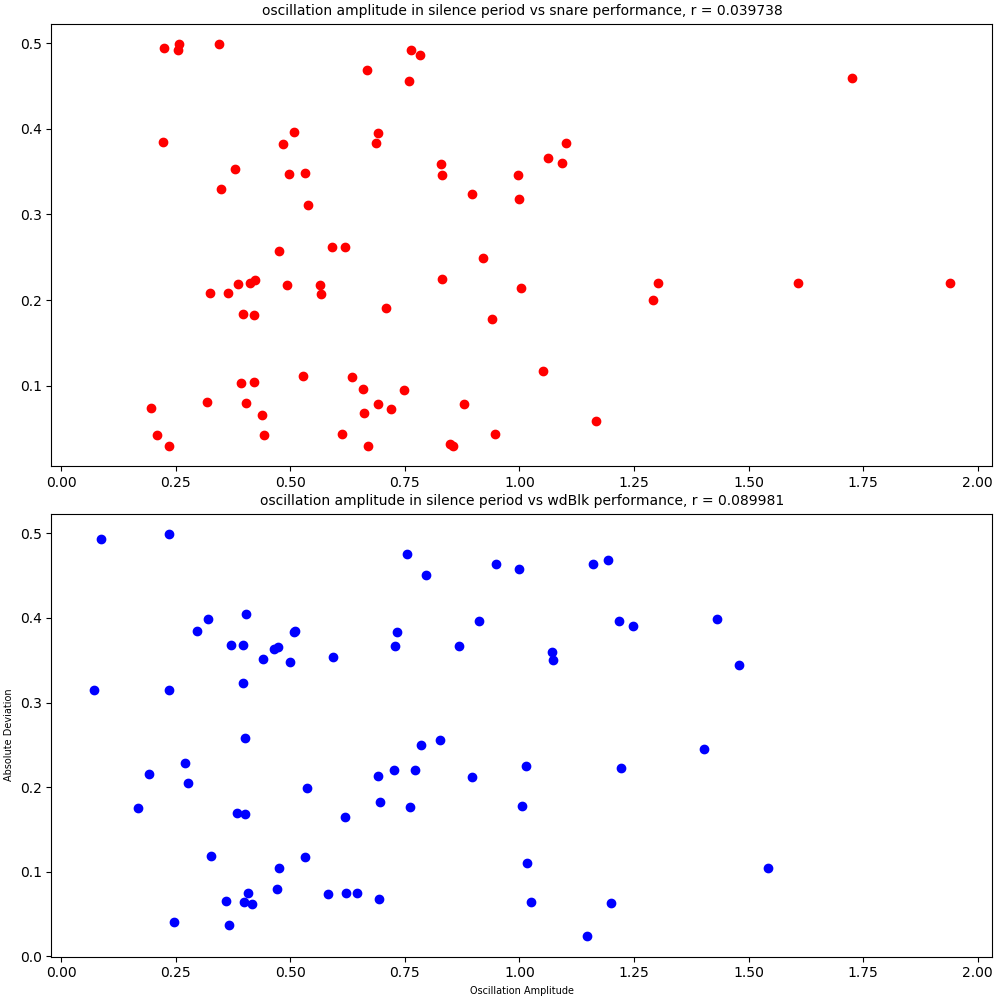 oscillation amplitude in silence period vs snare performance, r = 0.039738
0.5
0.4
0.3
0.2
0.1
0.00 0.25 0.50 0.75 1.00 1.25 1.50 1.75 2.00
oscillation amplitude in silence period vs wdBlk performance, r = 0.089981
0.5
0.4
0.3
0.2
0.1
0.0
Absolute Deviation
0.00 0.25 0.50 0.75 1.00 1.25 1.50 1.75 2.00
Oscillation Amplitude